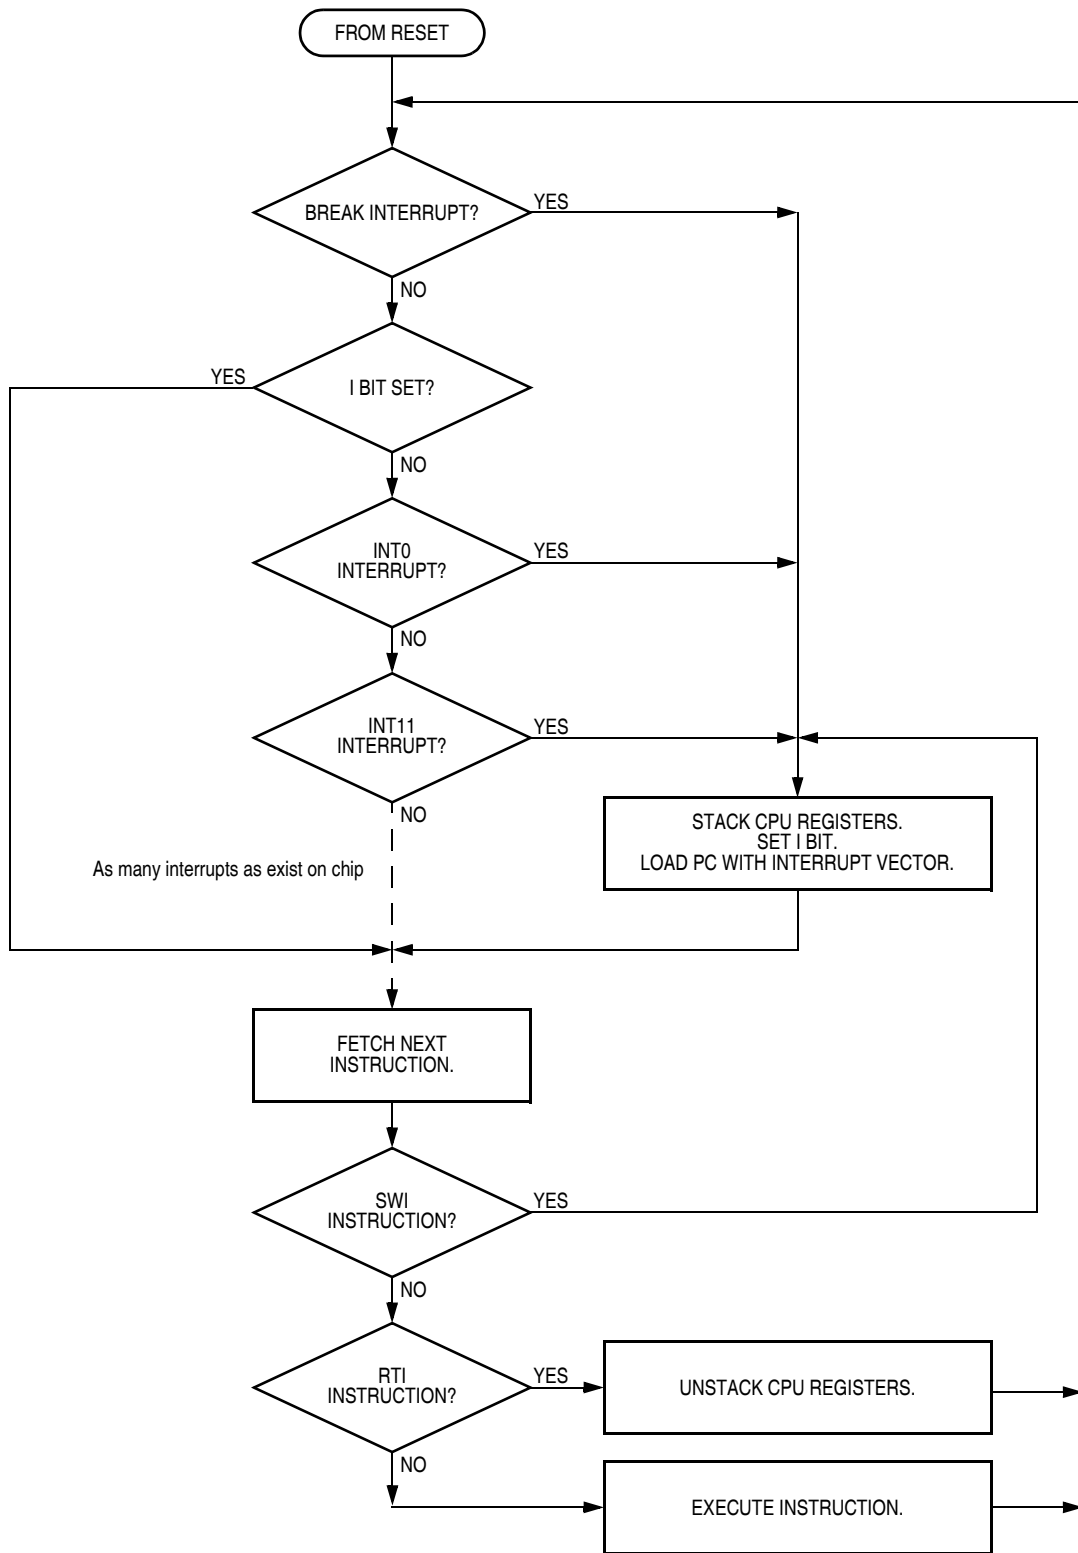 FROM RESET
BREAK INTERRUPT?
YES
NO
YES
I BIT SET?
NO
INT0
INTERRUPT?
YES
NO
INT11
INTERRUPT?
YES
NO
STACK CPU REGISTERS.
SET I BIT.
LOAD PC WITH INTERRUPT VECTOR.
As many interrupts as exist on chip
FETCH NEXT
INSTRUCTION.
SWI
INSTRUCTION?
YES
NO
RTI
INSTRUCTION?
YES
UNSTACK CPU REGISTERS.
NO
EXECUTE INSTRUCTION.